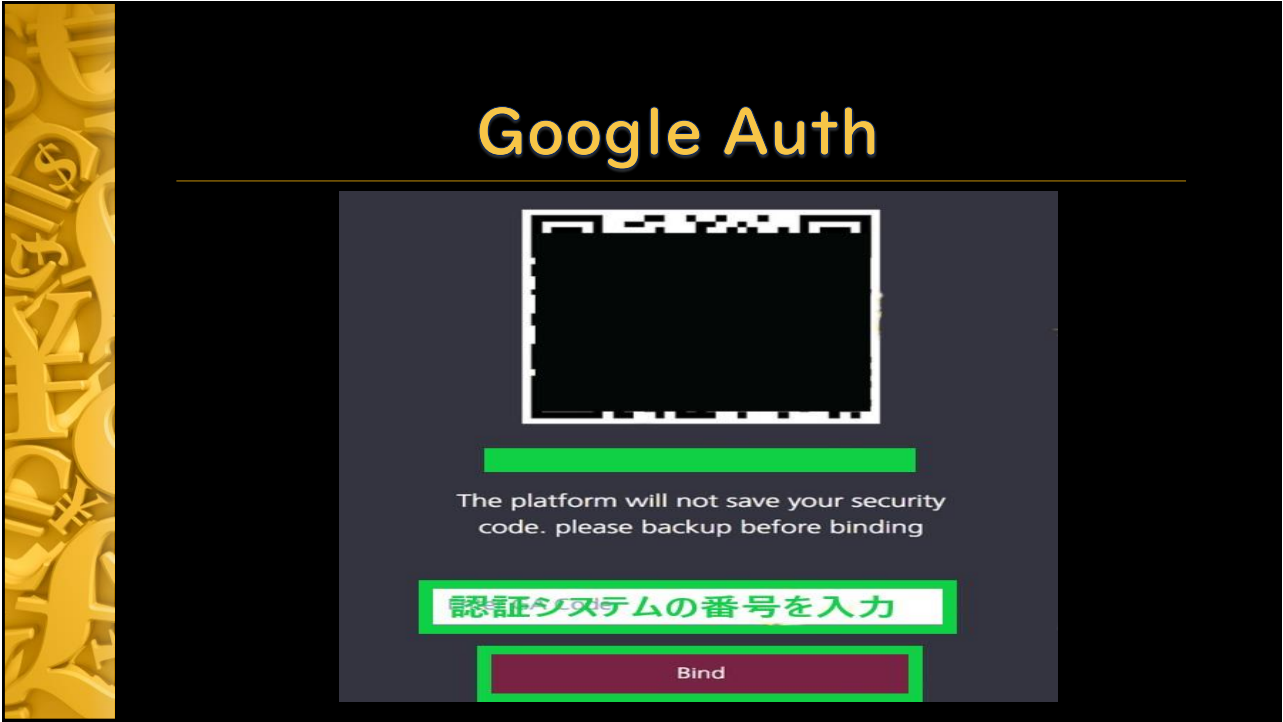 Google Auth
The platform will not save your security
code. please backup before binding
認証システムの番号を入力
Bind